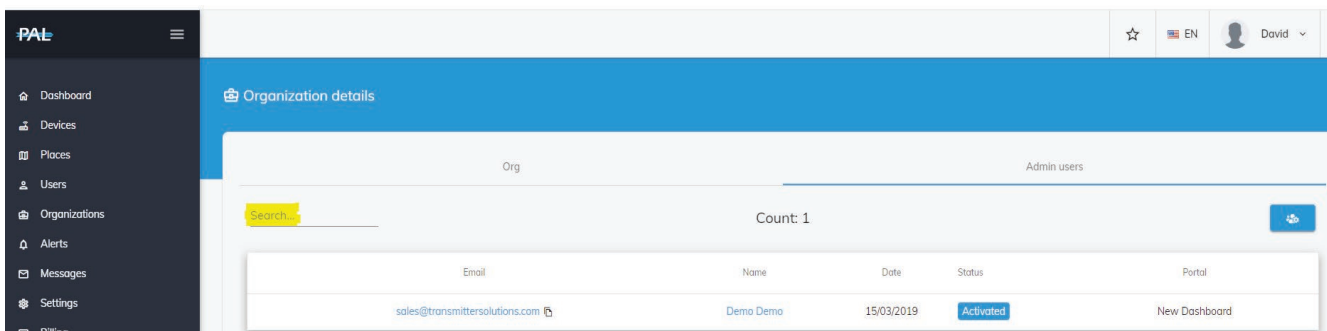 PAL
EN
David
Dashboard
Organization details
Devices
Places
Org
Admin users
Users
Organizations
Search...
Count: 1
Alerts
Messages
Email
Name
Date
Status
Portal
Settings
sales@transmittersolutions.com
Demo Demo
15/03/2019
Activated
New Dashboard